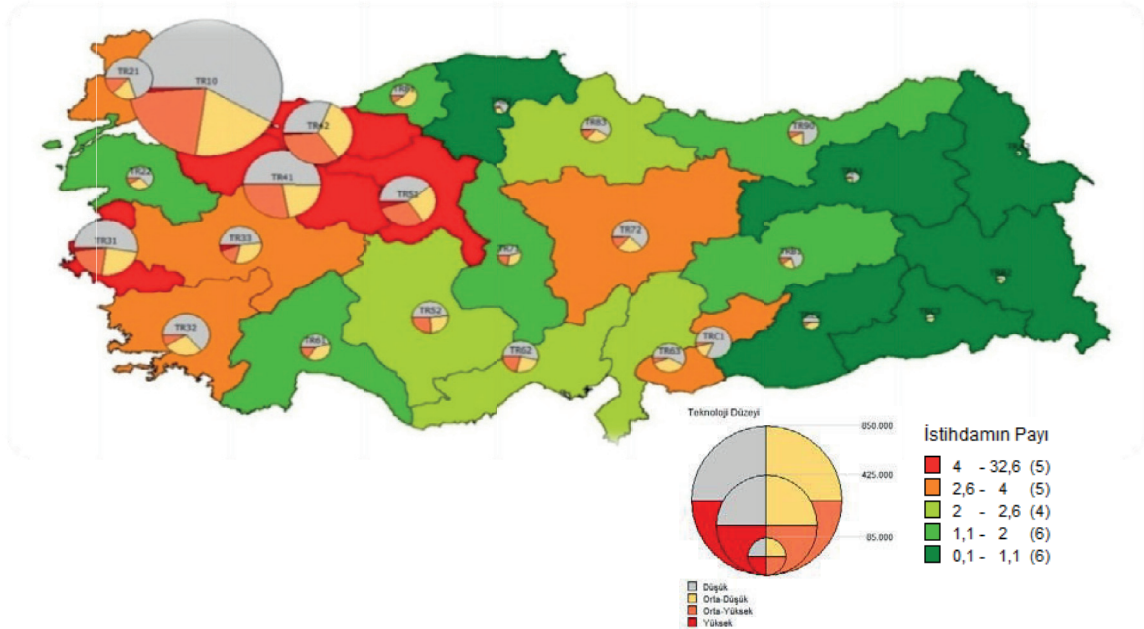 TR21
TR10
TR42
TR81
TR83
TR90
TR22
TR41
TR51
TR31
TR33
TR72
TR71
TR32
TR52
TR61
TR62
TR63
TRC1
Teknoloji Düzeyi
850.000
425.000
85.000
Düşük
Orta-Düşük
Orta-Yüksek
Yüksek
İstihdamın Payı
4 - 32,6 (5)
2,6 - 4 (5)
2 - 2,6 (4)
1,1 - 2 (6)
0,1 - 1,1 (6)